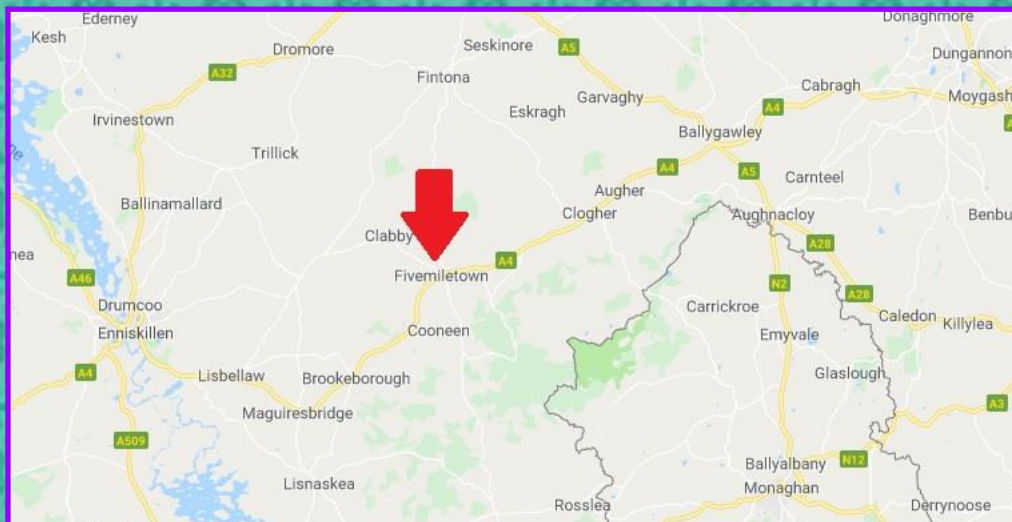 Ederney
Donaghmore
Kesh
Dromore
Seskinore
A5
Dungannon
A32
Fintona
Cabragh
Garvaghy
Moygash
Eskragh
A4
Irvinestown
Ballygawley
Trillick
A4
A5
Carnteel
Augher
Ballinamallard
Clogher
Aughnacloy
Benbu
Clabby
A28
nea
A4
Fivemiletown
A46
N2
A28
Drumcoo
Carrickroe
Caledon
Enniskillen
Cooneen
Emyvale
Killylea
A4
Lisbellaw
Brookeborough
Glaslough
Maguiresbridge
A3
A509
Ballyalbany
N12
Lisnaskea
Monaghan
Rosslea
Derrynoose